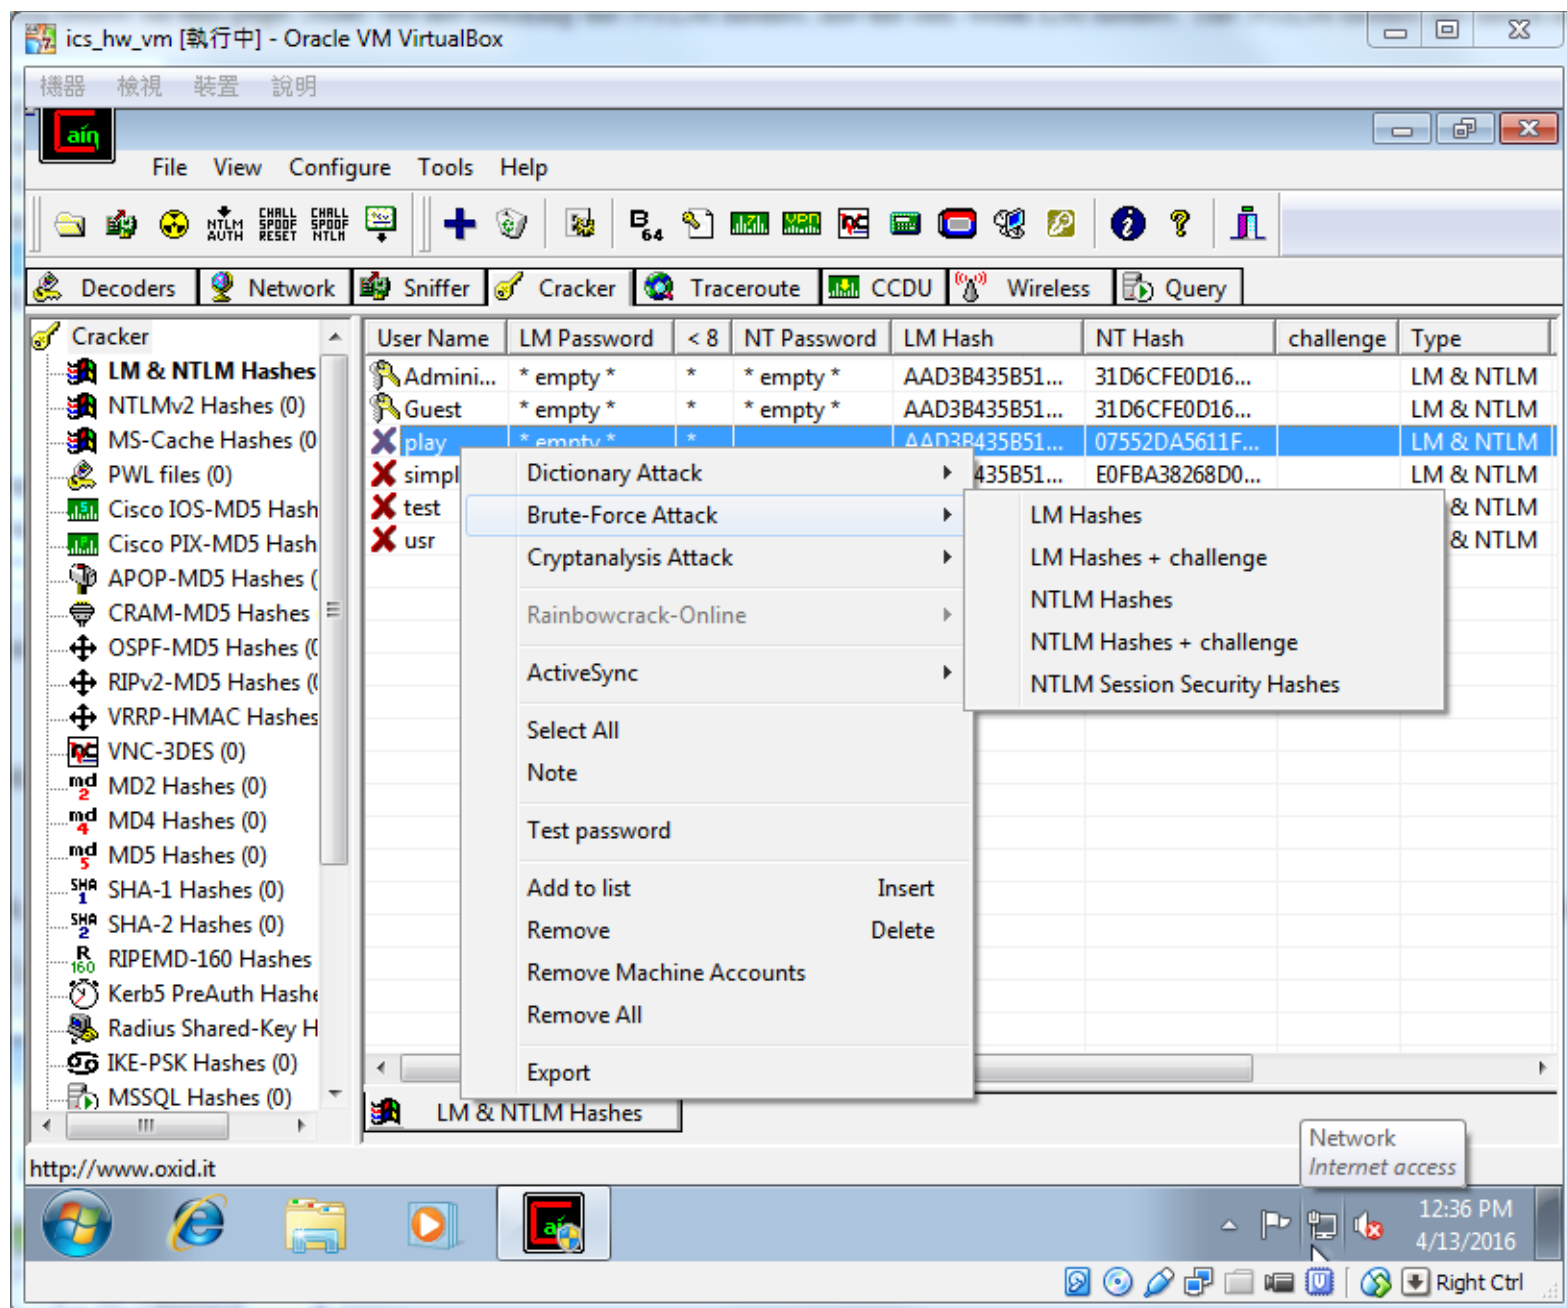 ics_hw_vm [執行中] - Oracle VM VirtualBox
機器 檢視 裝置 說明
Cain
File View Configure Tools Help
NTLM AUTH CHALL SPOOF RESET CHALL SPOOF NTLM B64
Decoders Network Sniffer Cracker Traceroute CCDU Wireless Query
Cracker
LM & NTLM Hashes
NTLMv2 Hashes (0)
MS-Cache Hashes (0
PWL files (0)
Cisco IOS-MD5 Hash
Cisco PIX-MD5 Hash
APOP-MD5 Hashes (
CRAM-MD5 Hashes
OSPF-MD5 Hashes ((
RIPv2-MD5 Hashes ((
VRRP-HMAC Hashes
VNC-3DES (0)
MD2 Hashes (0)
MD4 Hashes (0)
MD5 Hashes (0)
SHA-1 Hashes (0)
SHA-2 Hashes (0)
RIPEMD-160 Hashes
Kerb5 PreAuth Hashe
Radius Shared-Key H
IKE-PSK Hashes (0)
MSSQL Hashes (0)
User Name LM Password < 8 NT Password LM Hash NT Hash challenge Type
Admini... * empty * * * empty * AAD3B435B51... 31D6CFE0D16... LM & NTLM
Guest * empty * * * empty * AAD3B435B51... 31D6CFE0D16... LM & NTLM
play * empty * * AAD3B435B51... 07552DA5611F... LM & NTLM
simpl 435B51... E0FBA38268D0... LM & NTLM
test & NTLM
usr & NTLM
Dictionary Attack
Brute-Force Attack
Cryptanalysis Attack
Rainbowcrack-Online
ActiveSync
Select All
Note
Test password
Add to list Insert
Remove Delete
Remove Machine Accounts
Remove All
Export
LM Hashes
LM Hashes + challenge
NTLM Hashes
NTLM Hashes + challenge
NTLM Session Security Hashes
LM & NTLM Hashes
Network
Internet access
http://www.oxid.it
12:36 PM
4/13/2016
Right Ctrl